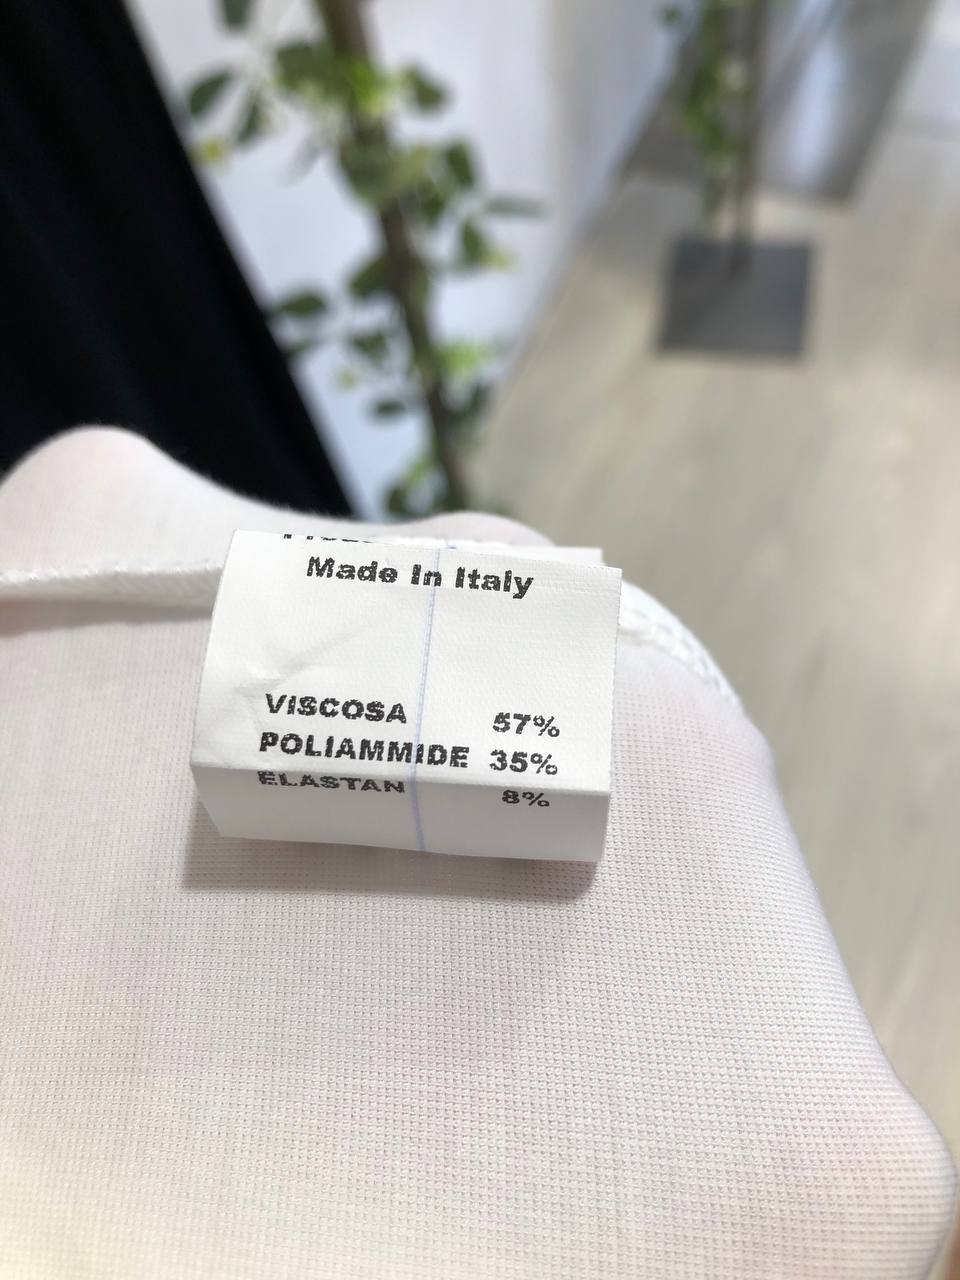 Made In Italy
VISCOSA 57%
POLIAMMIDE 35%
ELASTAN 8%